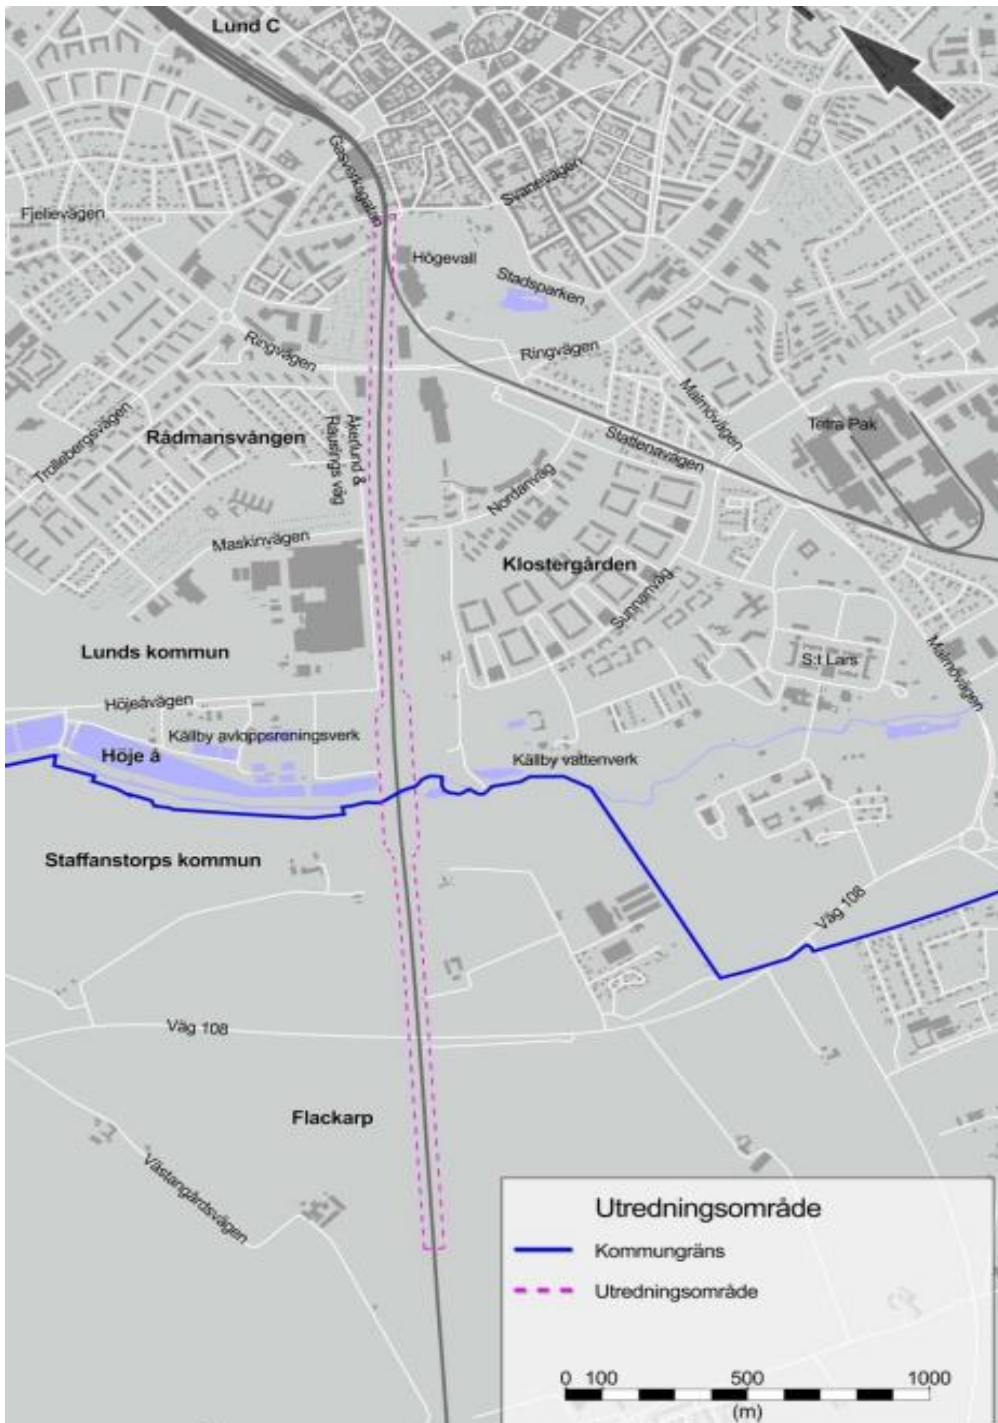 Lund C
Gasverksgatan
Svanevägen
Fjelievägen
Högevall
Stadsparken
Ringvägen
Ringvägen
Malmövägen
Trollebergsvägen
Rådmansvången
Åkerlund &
Rausings väg
Stattenavägen
Tetra Pak
Nordanväg
Maskinvägen
Klostergården
Sunnanväg
Lunds kommun
S:t Lars
Malmövägen
Höjeåvägen
Källby avloppsreningsverk
Höje å
Källby vattenverk
Staffanstorps kommun
Väg 108
Väg 108
Flackarp
Västangårdsvägen
Utredningsområde
Kommungräns
Utredningsområde
0 100 500 1000
(m)